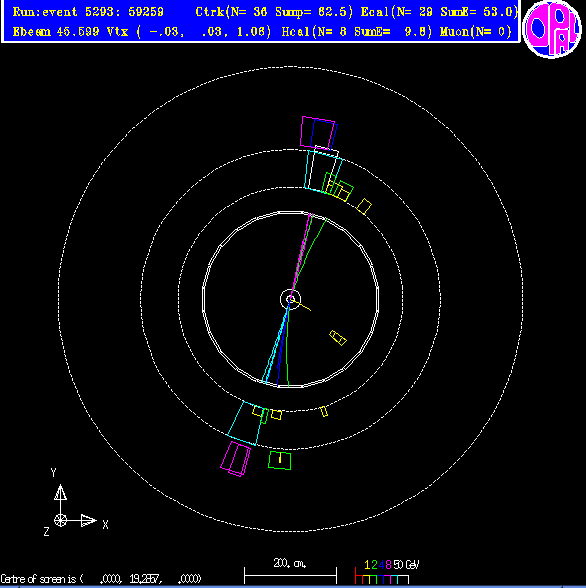 Run:event 5293: 59259 Ctrk(N= 36 Sump= 62.5) Ecal(N= 29 SumE= 53.0)
Ebeam 45.599 Vtx ( -.03, .03, 1.06) Hcal(N= 8 SumE= 9.8) Muon(N= 0)
OPAL
Y
Z X
200. cm.
1 2 4 8 50 GeV
Centre of screen is ( .0000, 19.2857, .0000)